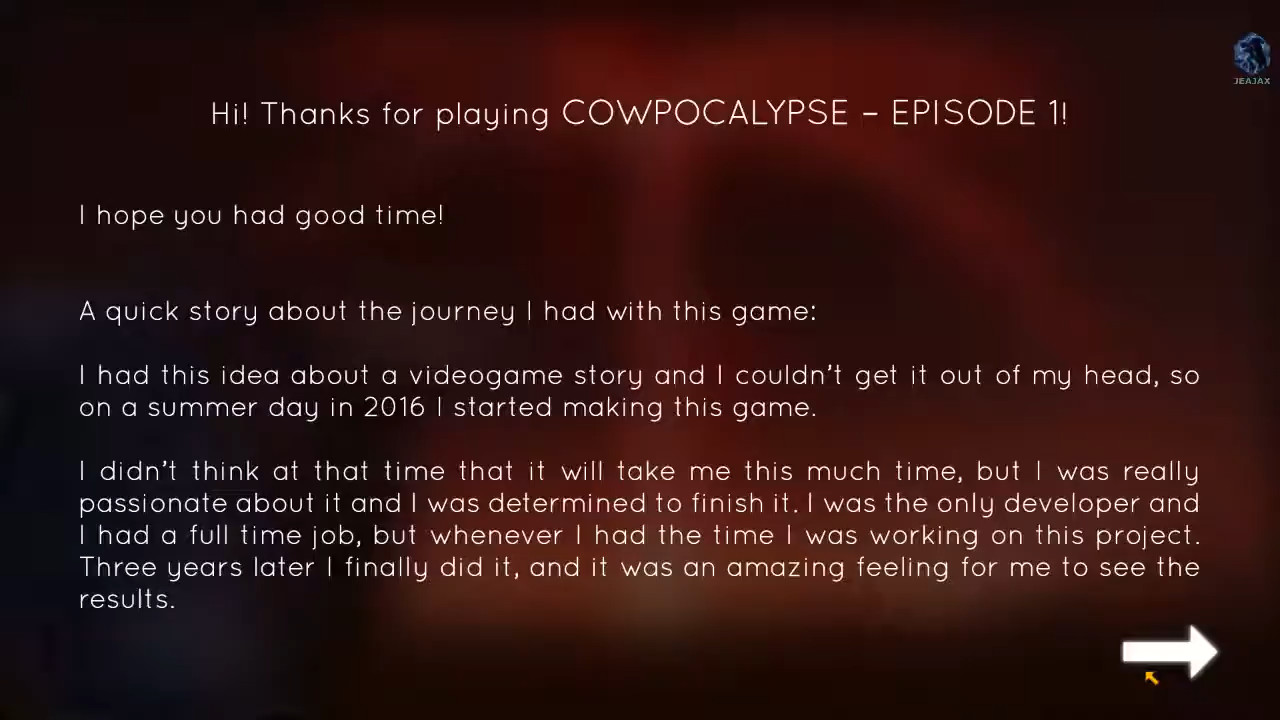 JEAJAX
Hi! Thanks for playing COWPOCALYPSE – EPISODE 1!
I hope you had good time!
A quick story about the journey I had with this game:
I had this idea about a videogame story and I couldn't get it out of my head, so
on a summer day in 2016 I started making this game.
I didn't think at that time that it will take me this much time, but I was really
passionate about it and I was determined to finish it. I was the only developer and
I had a full time job, but whenever I had the time I was working on this project.
Three years later I finally did it, and it was an amazing feeling for me to see the
results.